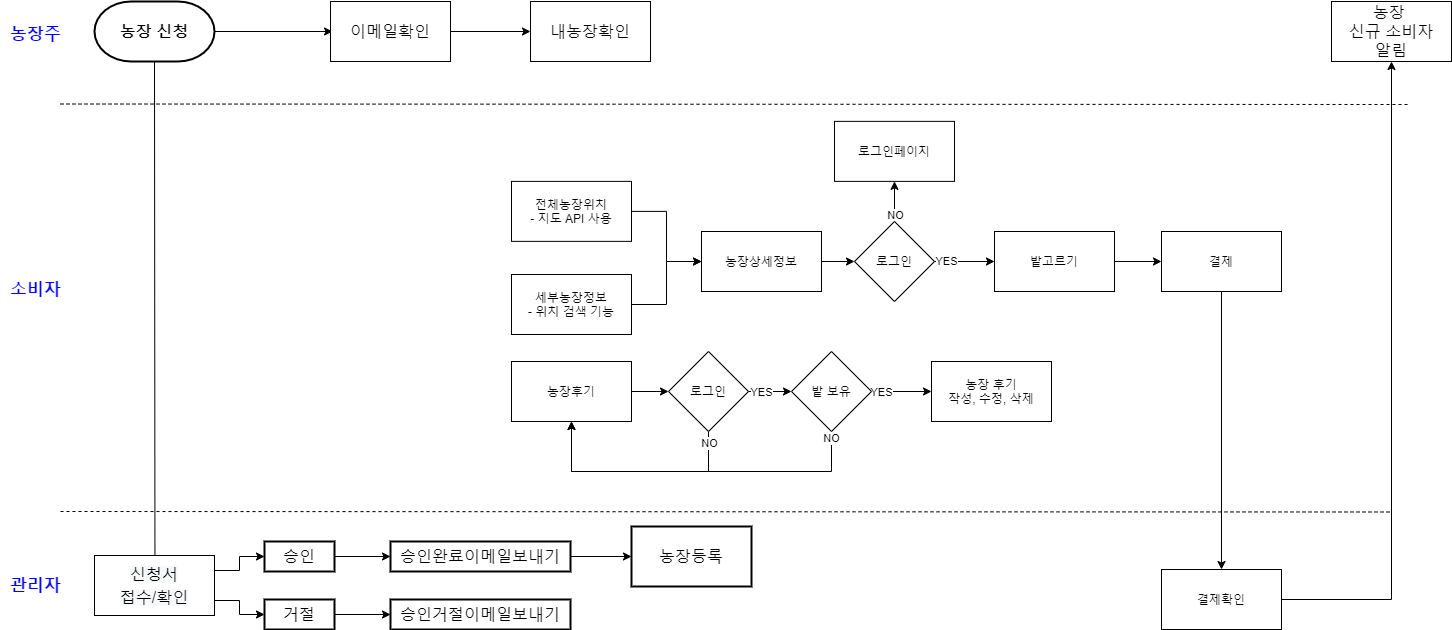 농장주
농장 신청
이메일확인
내농장확인
농장
신규 소비자
알림
소비자
로그인페이지
전체농장위치
- 지도 API 사용
NO
농장상세정보
로그인
YES
밭고르기
결제
세부농장정보
- 위치 검색 기능
농장후기
로그인
YES
밭 보유
YES
농장 후기
작성, 수정, 삭제
NO
NO
관리자
신청서
접수/확인
승인
승인완료이메일보내기
농장등록
거절
승인거절이메일보내기
결제확인